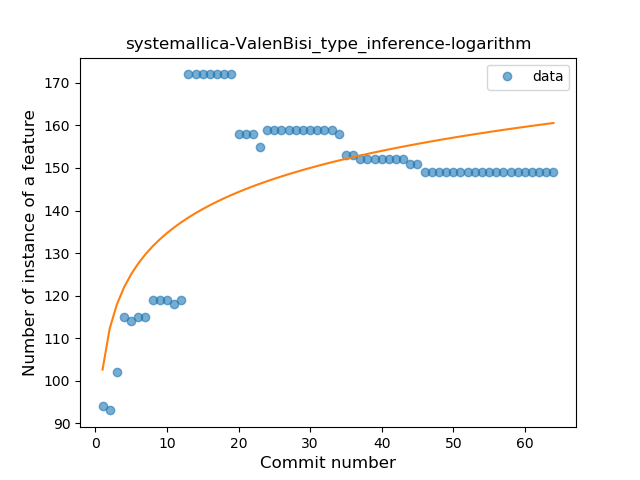 systemallica-ValenBisi_type_inference-logarithm
data
Number of instance of a feature
170
160
150
140
130
120
110
100
90
0 10 20 30 40 50 60
Commit number